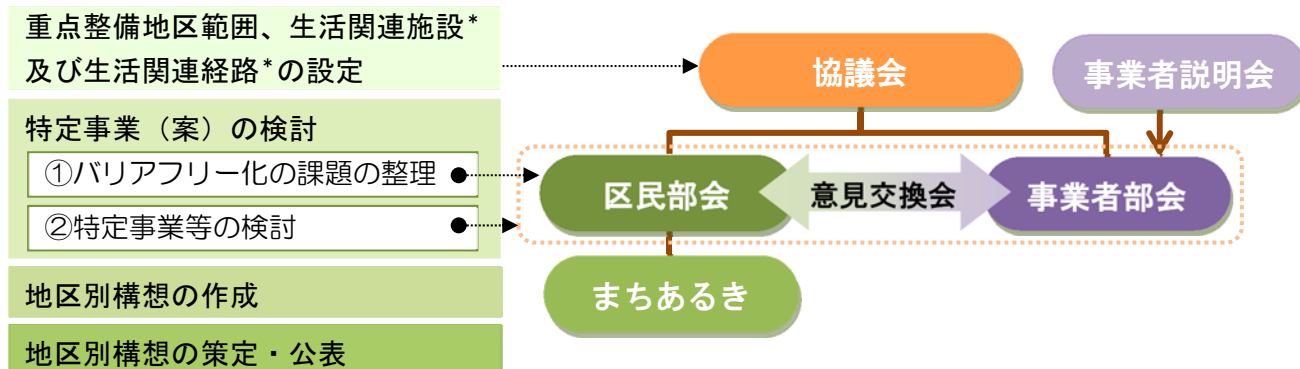 重点整備地区範囲、生活関連施設*
及び生活関連経路*の設定
特定事業（案）の検討
①バリアフリー化の課題の整理
②特定事業等の検討
地区別構想の作成
地区別構想の策定・公表
協議会
事業者説明会
区民部会
意見交換会
事業者部会
まちあるき